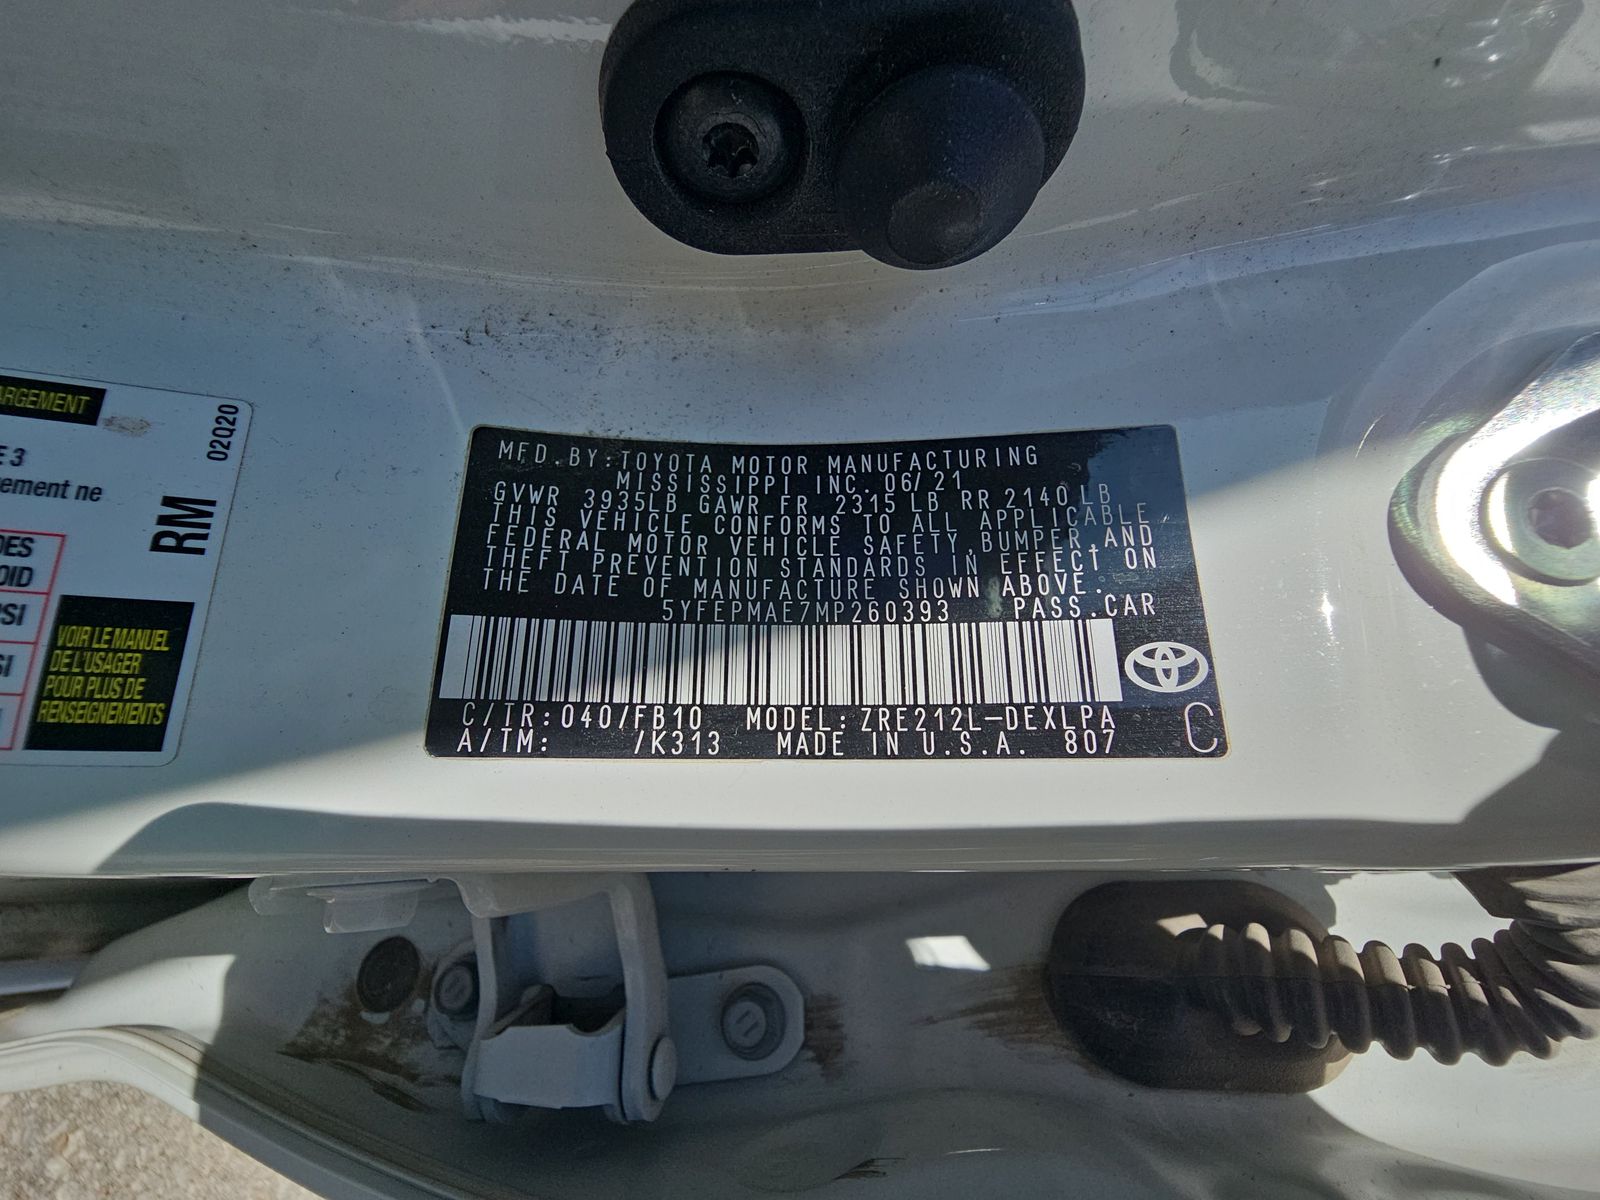 ARGEMENT
02Q20
E 3
ement ne
RM
DES
OID
SI
SI
VOIR LE MANUEL
DE L'USAGER
POUR PLUS DE
RENSEIGNEMENTS
MFD.BY:TOYOTA MOTOR MANUFACTURING
MISSISSIPPI INC. 06/21
GVWR 3935LB GAWR FR 2315 LB RR 2140 LB
THIS VEHICLE CONFORMS TO ALL APPLICABLE
FEDERAL MOTOR VEHICLE SAFETY, BUMPER, AND
THEFT PREVENTION STANDARDS IN EFFECT ON
THE DATE OF MANUFACTURE SHOWN ABOVE.
5YFEPMAE7MP260393 PASS.CAR
C/TR:040/FB10 MODEL:ZRE212L-DEXLPA
A/TM: /K313 MADE IN U.S.A. 807
C